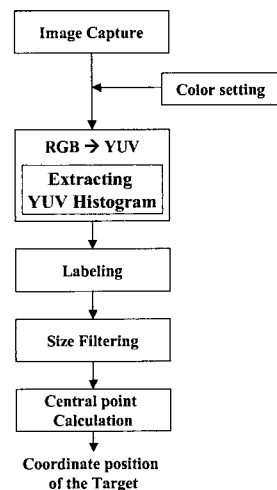 Image Capture
Color setting
RGB → YUV
Extracting
YUV Histogram
Labeling
Size Filtering
Central point
Calculation
Coordinate position
of the Target